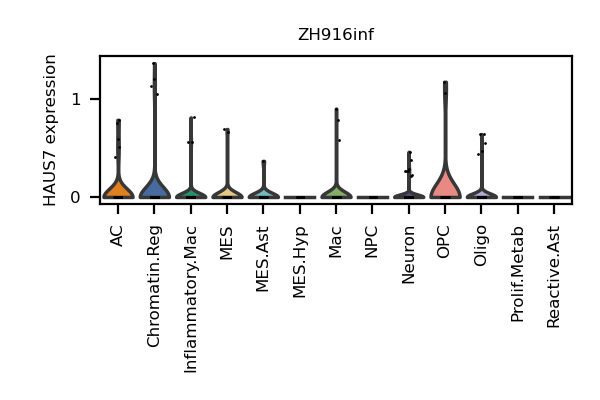 ZH916inf
HAUS7 expression
1
0
AC
Chromatin.Reg
Inflammatory.Mac
MES
MES.Ast
MES.Hyp
Mac
NPC
Neuron
OPC
Oligo
Prolif.Metab
Reactive.Ast